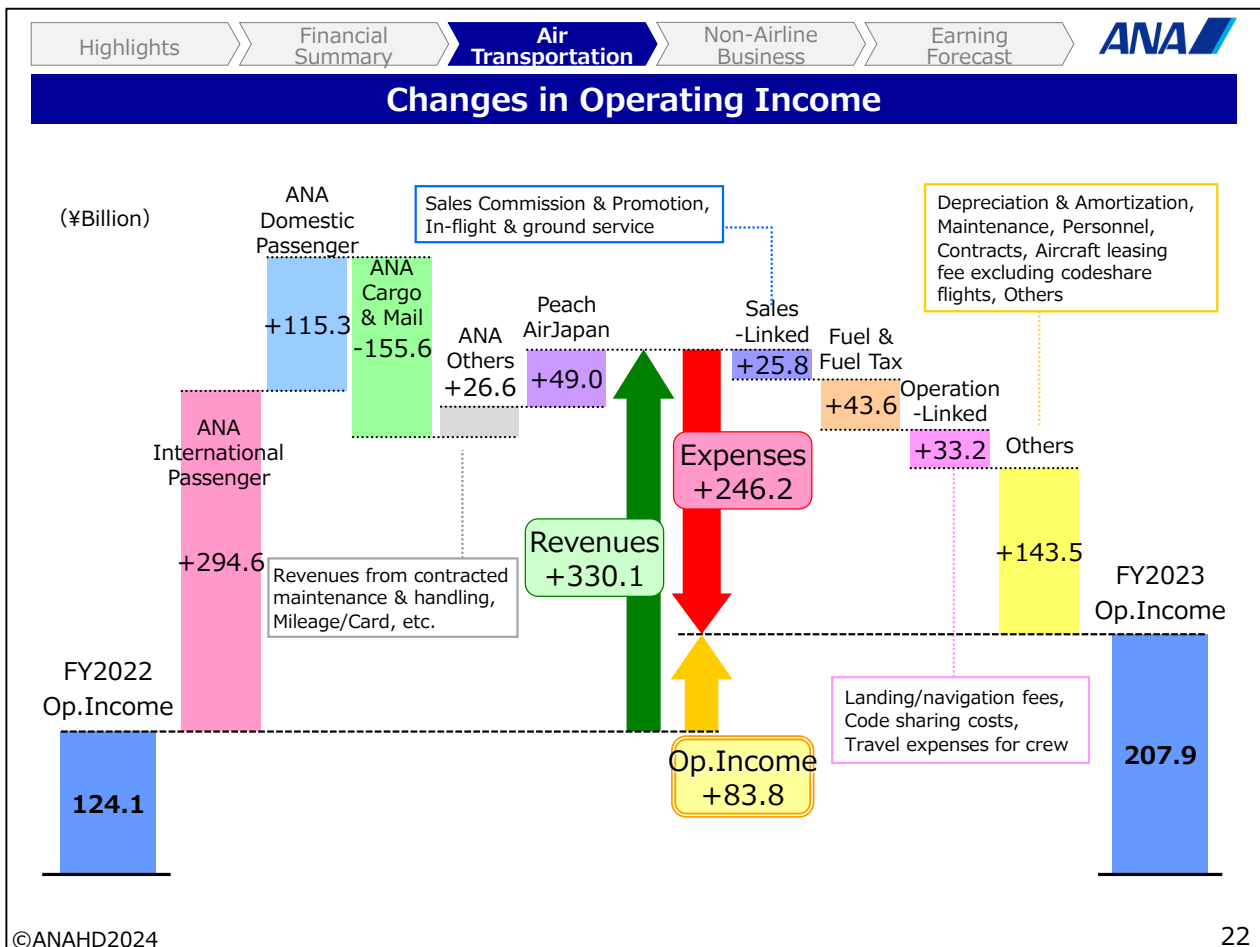 Highlights
Financial
Summary
Air
Transportation
Non-Airline
Business
Earning
Forecast
ANA
Changes in Operating Income
(¥Billion)
ANA
Domestic
Passenger
+115.3
ANA
Cargo
& Mail
-155.6
Sales Commission & Promotion,
In-flight & ground service
Depreciation & Amortization,
Maintenance, Personnel,
Contracts, Aircraft leasing
fee excluding codeshare
flights, Others
ANA
Others
+26.6
Peach
AirJapan
+49.0
Sales
-Linked
+25.8
Fuel &
Fuel Tax
+43.6
Operation
-Linked
+33.2
Others
+143.5
ANA
International
Passenger
+294.6
Expenses
+246.2
Revenues
+330.1
Revenues from contracted
maintenance & handling,
Mileage/Card, etc.
FY2022
Op.Income
124.1
Op.Income
+83.8
Landing/navigation fees,
Code sharing costs,
Travel expenses for crew
FY2023
Op.Income
207.9
©ANAHD2024
22